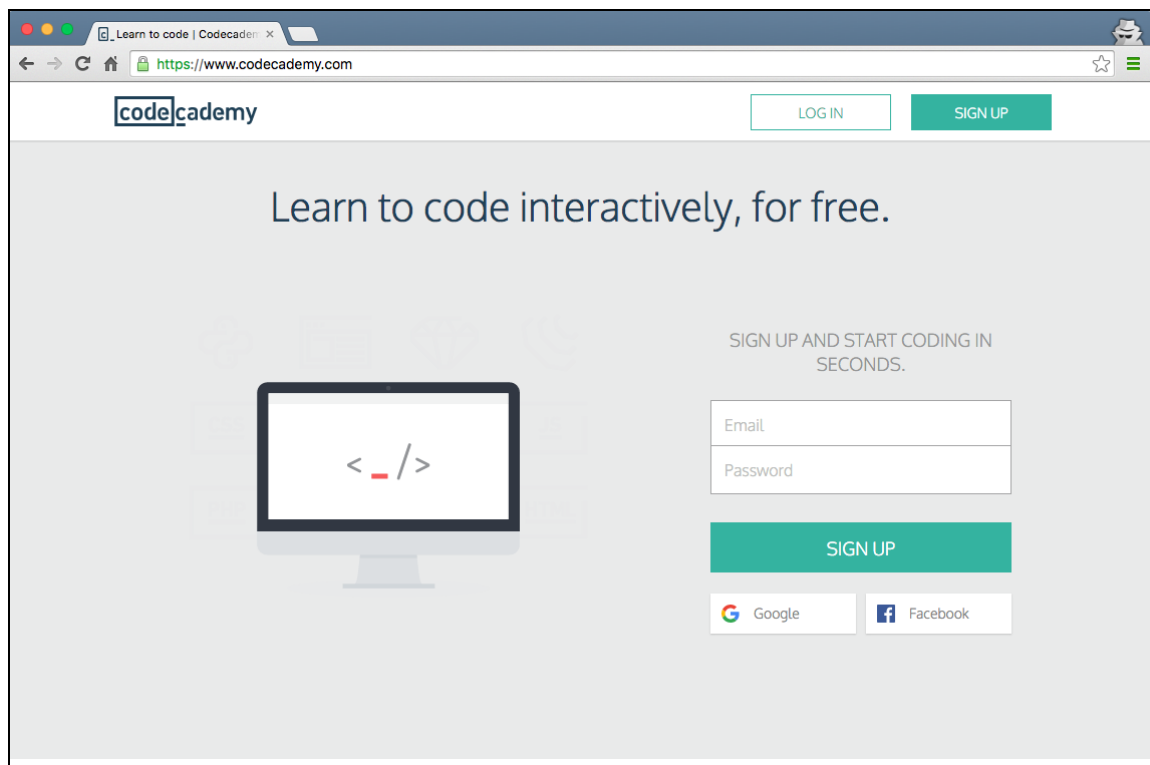 Learn to code | Codecadem
https://www.codecademy.com
codecademy
LOG IN
SIGN UP
Learn to code interactively, for free.
SIGN UP AND START CODING IN
SECONDS.
Email
Password
< _ />
SIGN UP
Google
Facebook